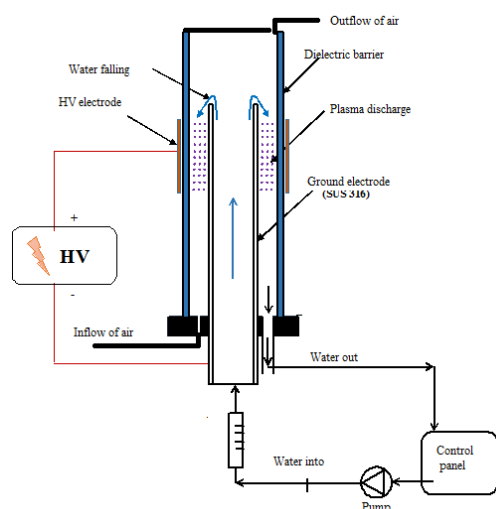 Outflow of air
Water falling
Dielectric barrier
HV electrode
Plasma discharge
Ground electrode
(SUS 316)
+
HV
-
Inflow of air
Water out
Control
panel
Water into
Pump